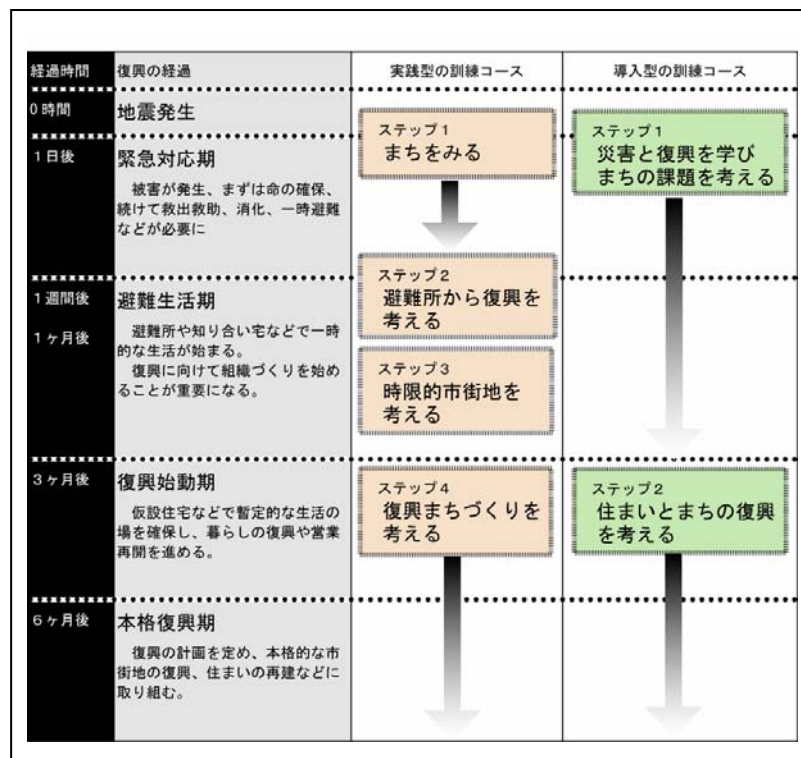 経過時間
復興の経過
実践型の訓練コース
導入型の訓練コース
0時間
地震発生
1日後
緊急対応期
被害が発生、まずは命の確保、
続けて救出救助、消化、一時避難
などが必要に
1週間後
1ヶ月後
避難生活期
避難所や知り合い宅などで一時
的な生活が始まる。
復興に向けて組織づくりを始め
ることが重要になる。
3ヶ月後
復興始動期
仮設住宅などで暫定的な生活の
場を確保し、暮らしの復興や営業
再開を進める。
6ヶ月後
本格復興期
復興の計画を定め、本格的な市
街地の復興、住まいの再建などに
取り組む。
ステップ1
まちをみる
ステップ2
避難所から復興を
考える
ステップ3
時限的市街地を
考える
ステップ4
復興まちづくりを
考える
ステップ1
災害と復興を学び
まちの課題を考える
ステップ2
住まいとまちの復興
を考える